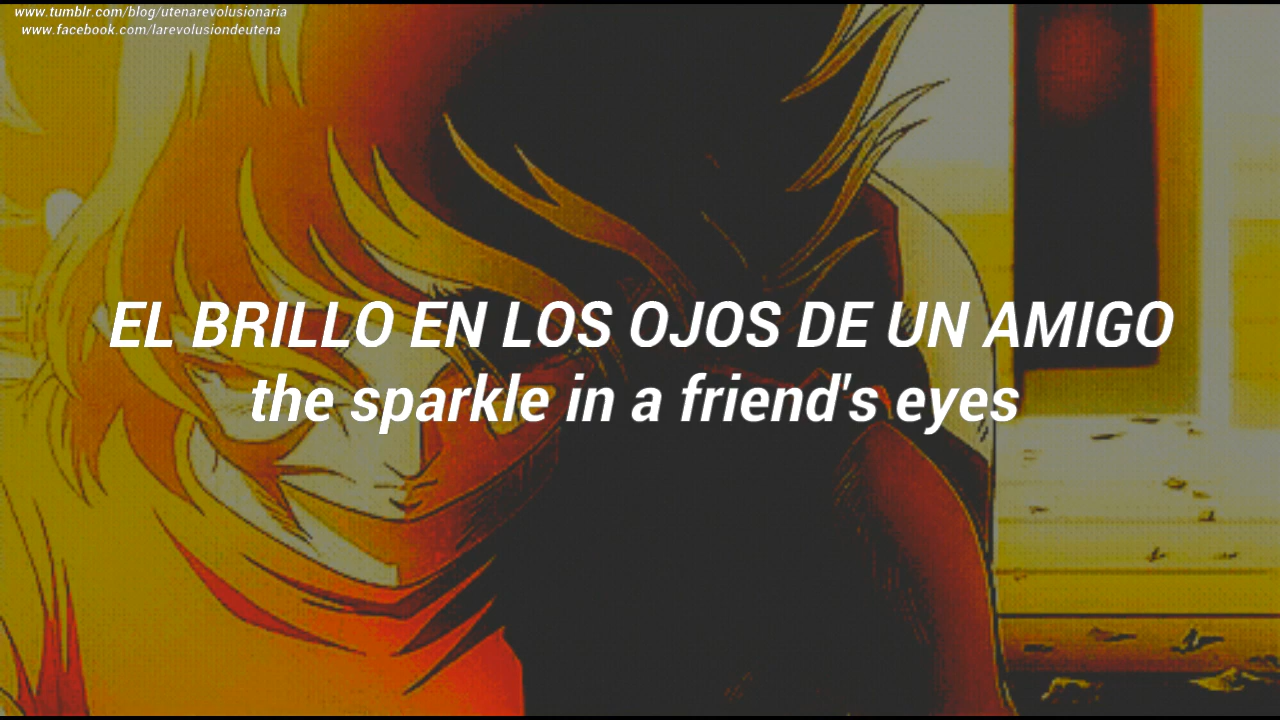 www.tumblr.com/blog/utenarevolusionaria
www.facebook.com/larevolusiondeutena
EL BRILLO EN LOS OJOS DE UN AMIGO
the sparkle in a friend's eyes